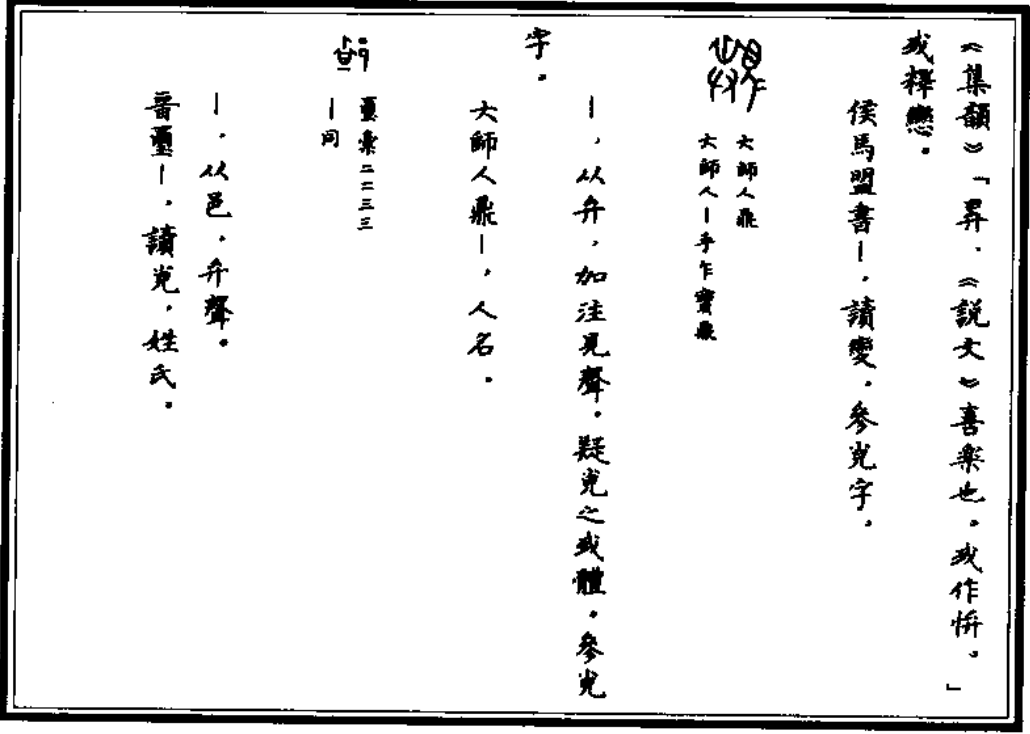 《集韻》「昪，《説文》喜樂也。或作忭。」
或釋戀。
侯馬盟書—，讀變。參覍字。
大師人鼎
大師人—乎乍寶鼎
—，从弁，加注見聲。疑覍之或體。參覍
字。
大師人鼎—，人名。
璽彙二二三三
—同
—，从邑，弁聲。
晉璽—，讀覍，姓氏。